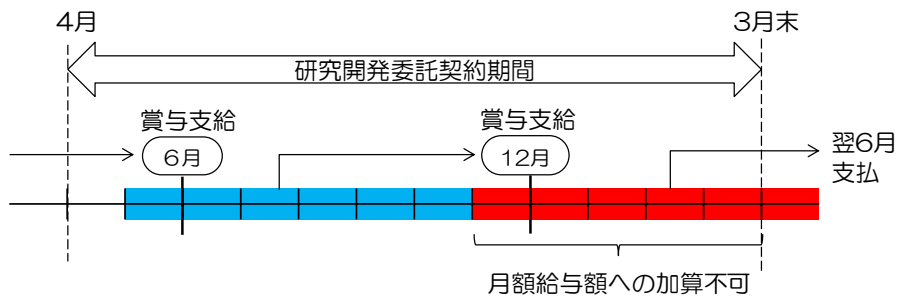 4月
3月末
研究開発委託契約期間
賞与支給
6月
賞与支給
12月
翌6月
支払
月額給与額への加算不可